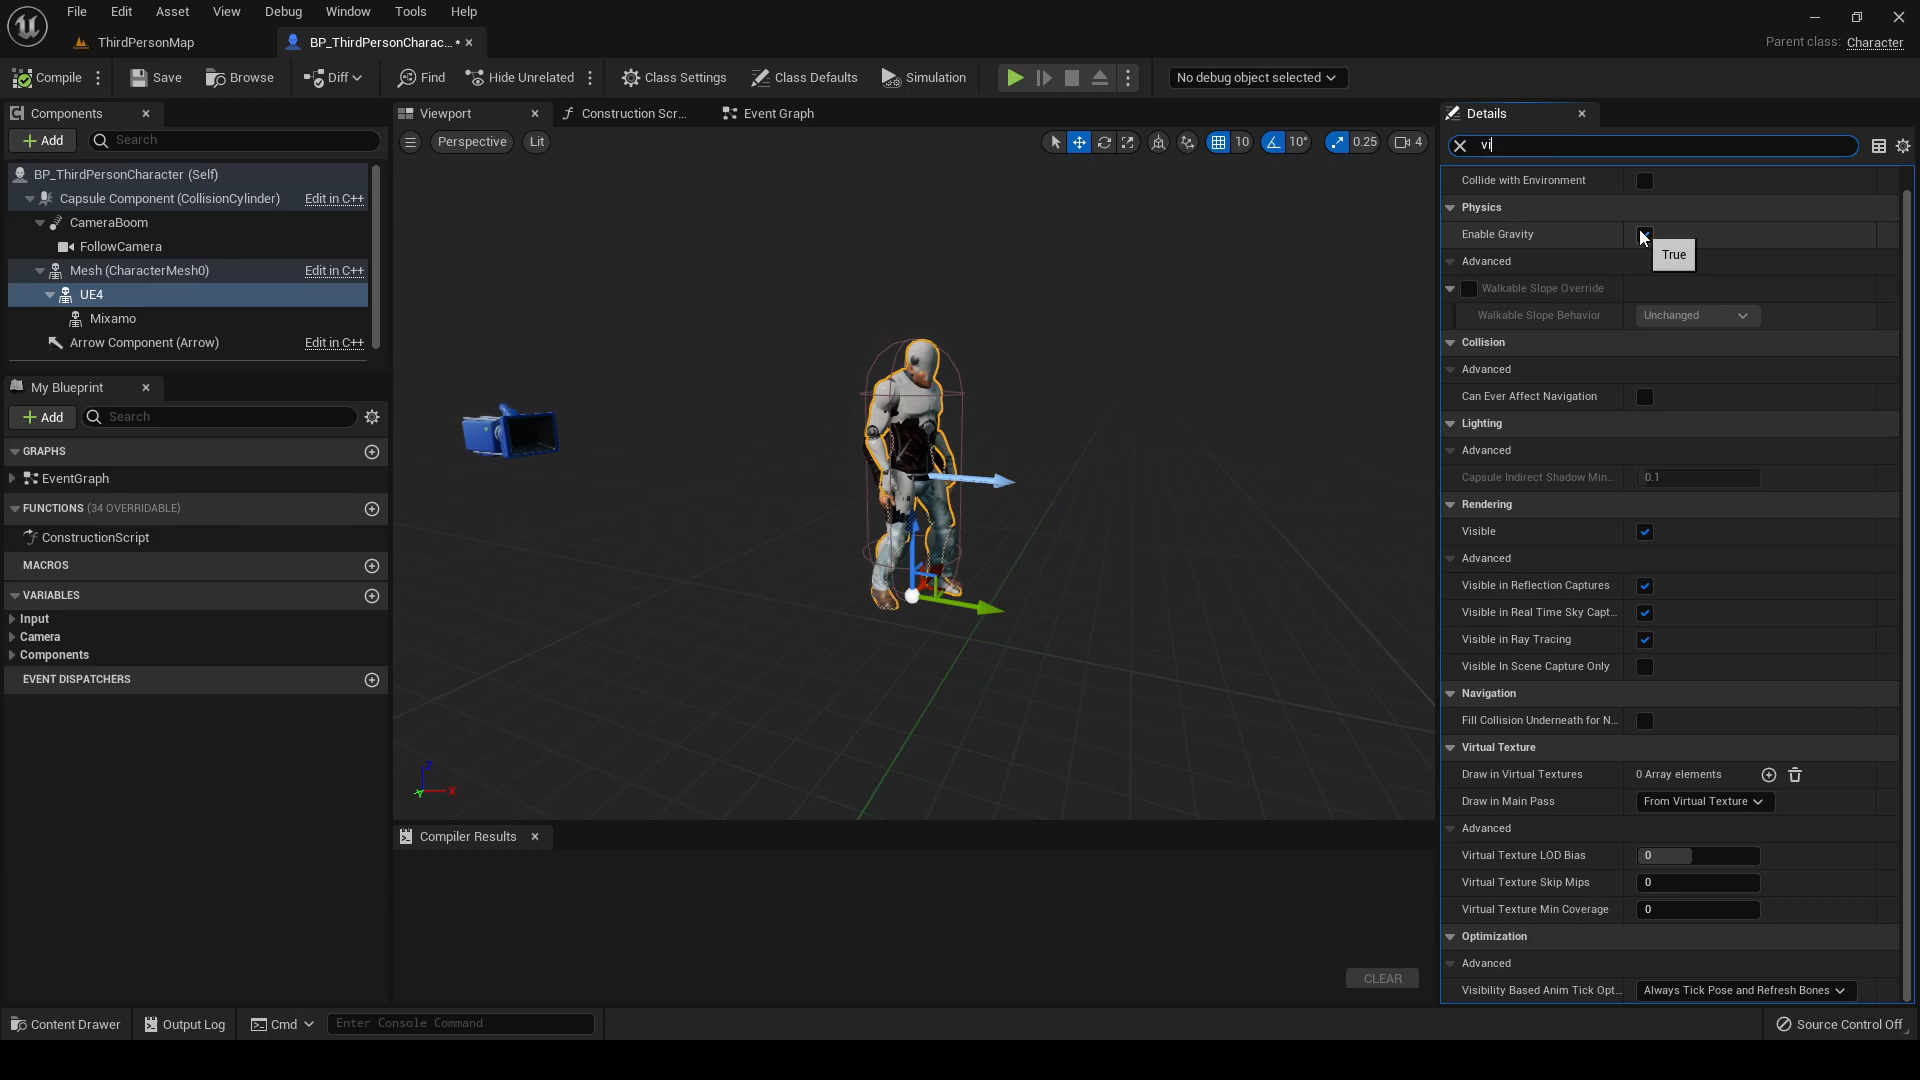 File Edit Asset View Debug Window Tools Help
ThirdPersonMap
BP_ThirdPersonCharac... *
Parent class: Character
Compile Save Browse Diff Find Hide Unrelated Class Settings Class Defaults Simulation No debug object selected
Components
Add Search
BP_ThirdPersonCharacter (Self)
Capsule Component (CollisionCylinder) Edit in C++
CameraBoom
FollowCamera
Mesh (CharacterMesh0) Edit in C++
UE4
Mixamo
Arrow Component (Arrow) Edit in C++
My Blueprint
Add Search
GRAPHS
EventGraph
FUNCTIONS (34 OVERRIDABLE)
ConstructionScript
MACROS
VARIABLES
Input
Camera
Components
EVENT DISPATCHERS
Viewport Construction Scr... Event Graph
Perspective Lit 10 10° 0.25 4
Z
X
Y
Compiler Results
CLEAR
Details
vi
Collide with Environment
Physics
Enable Gravity
True
Advanced
Walkable Slope Override
Walkable Slope Behavior Unchanged
Collision
Advanced
Can Ever Affect Navigation
Lighting
Advanced
Capsule Indirect Shadow Min... 0.1
Rendering
Visible
Advanced
Visible in Reflection Captures
Visible in Real Time Sky Capt...
Visible in Ray Tracing
Visible In Scene Capture Only
Navigation
Fill Collision Underneath for N...
Virtual Texture
Draw in Virtual Textures 0 Array elements
Draw in Main Pass From Virtual Texture
Advanced
Virtual Texture LOD Bias 0
Virtual Texture Skip Mips 0
Virtual Texture Min Coverage 0
Optimization
Advanced
Visibility Based Anim Tick Opt... Always Tick Pose and Refresh Bones
Content Drawer Output Log Cmd Enter Console Command Source Control Off